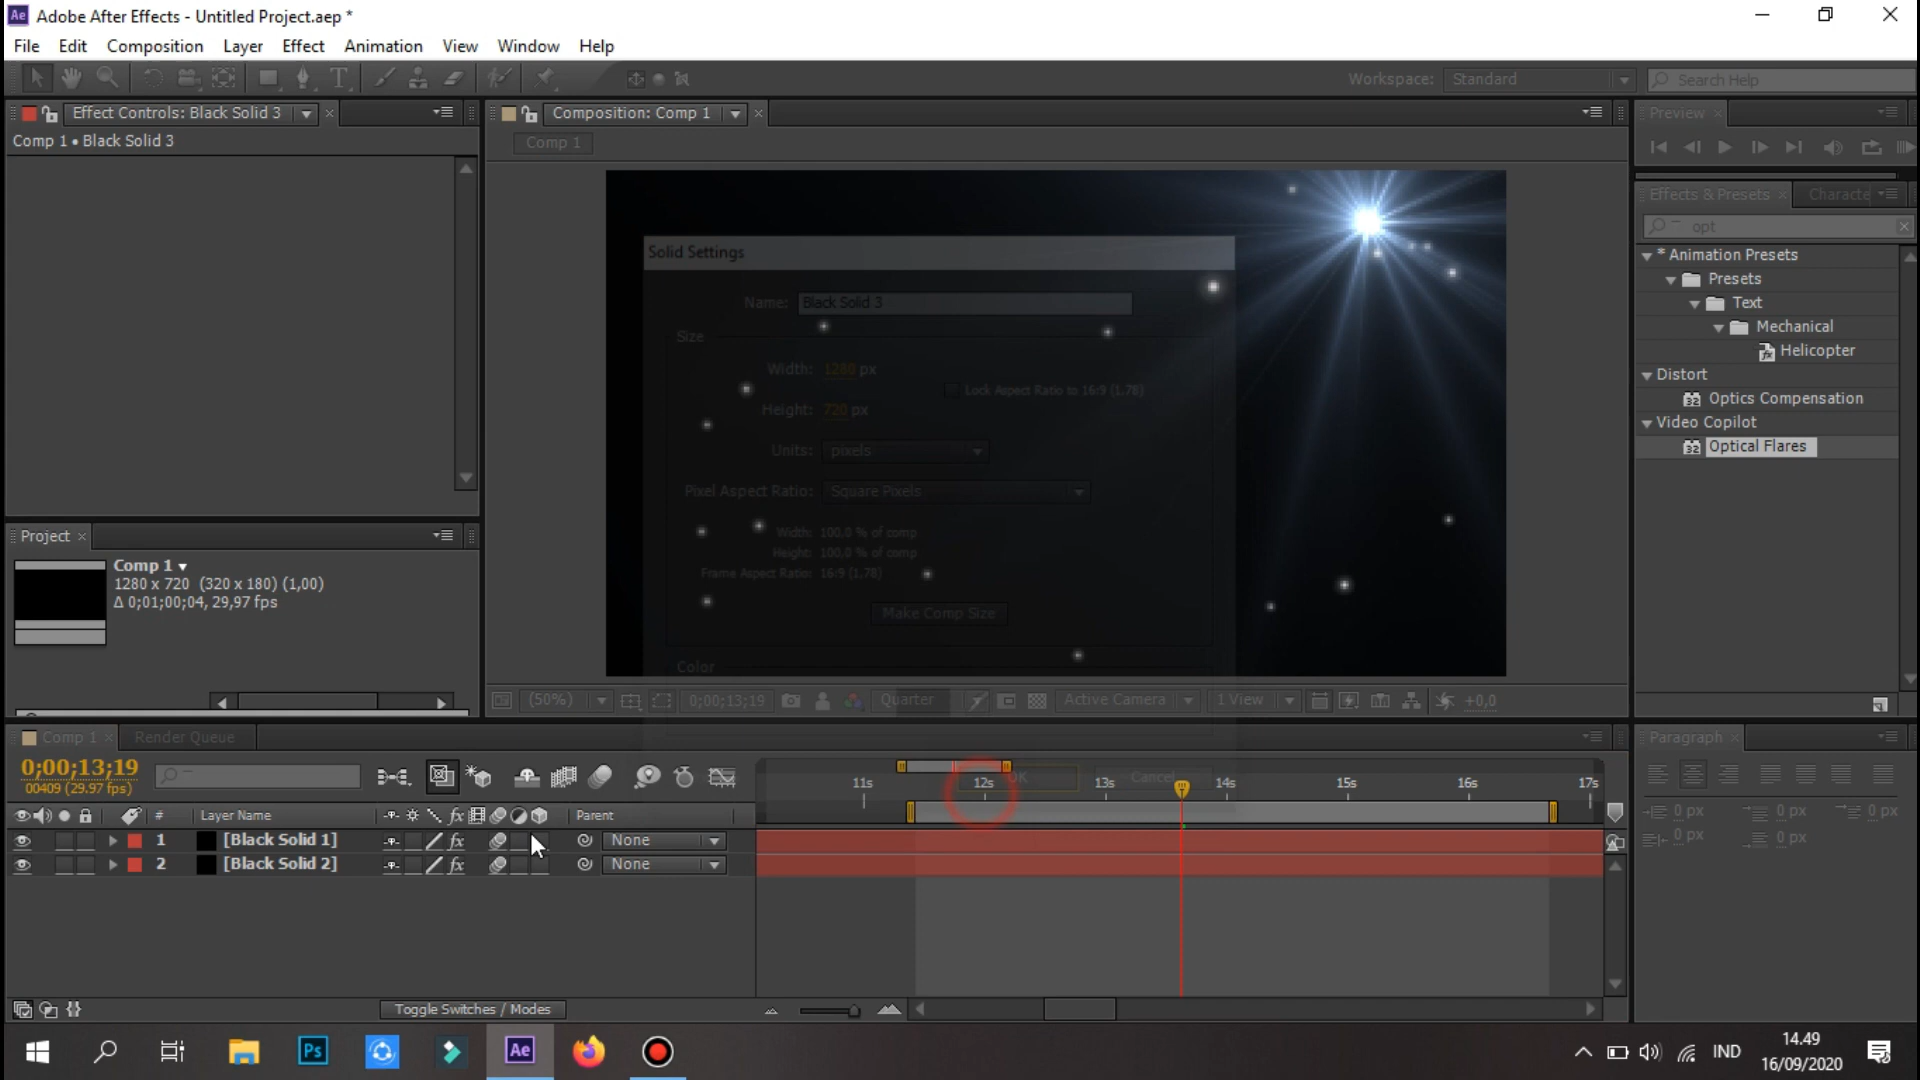 Ae Adobe After Effects - Untitled Project.aep *
File Edit Composition Layer Effect Animation View Window Help
Workspace: Standard
Search Help
Effect Controls: Black Solid 3
Comp 1 • Black Solid 3
Composition: Comp 1
Comp 1
Solid Settings
Name: Black Solid 3
Size
Width: 1280 px
Lock Aspect Ratio to 16:9 (1.78)
Height: 720 px
Units: pixels
Pixel Aspect Ratio: Square Pixels
Width: 100,0 % of comp
Height: 100,0 % of comp
Frame Aspect Ratio: 16:9 (1.78)
Make Comp Size
Color
OK Cancel
Preview
Effects & Presets
Characte
opt
* Animation Presets
Presets
Text
Mechanical
Helicopter
Distort
32 Optics Compensation
Video Copilot
32 Optical Flares
Project
Comp 1
1280 x 720 (320 x 180) (1,00)
Δ 0;01;00;04, 29,97 fps
(50%) 0;00;13;19 Quarter Active Camera 1 View +0,0
Comp 1 Render Queue
0;00;13;19
00409 (29.97 fps)
11s 12s 13s 14s 15s 16s 17s
# Layer Name fx Parent
1 [Black Solid 1] fx None
2 [Black Solid 2] fx None
Toggle Switches / Modes
Paragraph
0 px 0 px 0 px
0 px 0 px
Ps Ae
IND
14.49
16/09/2020